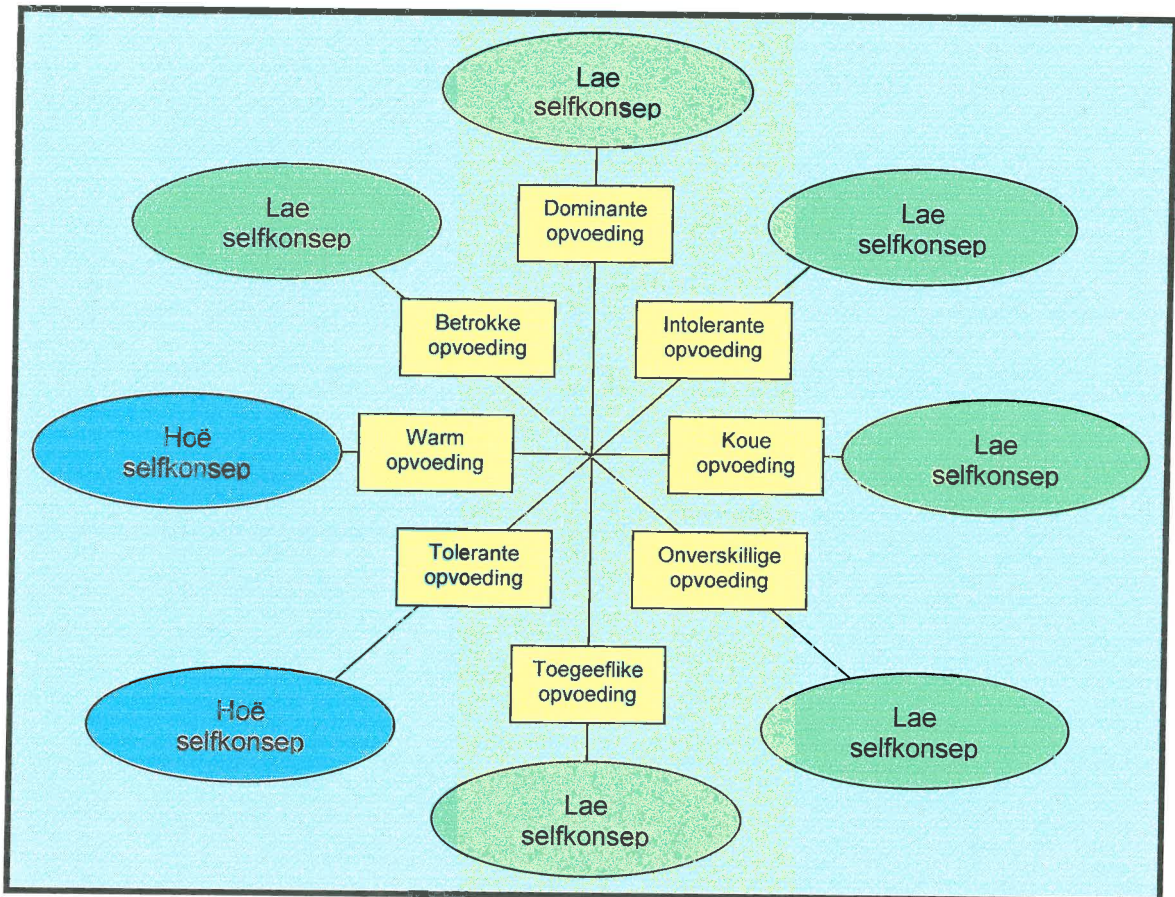 Lae
selfkonsep
Dominante
opvoeding
Lae
selfkonsep
Lae
selfkonsep
Betrokke
opvoeding
Intolerante
opvoeding
Hoë
selfkonsep
Warm
opvoeding
Koue
opvoeding
Lae
selfkonsep
Tolerante
opvoeding
Onverskillige
opvoeding
Toegeeflike
opvoeding
Hoë
selfkonsep
Lae
selfkonsep
Lae
selfkonsep